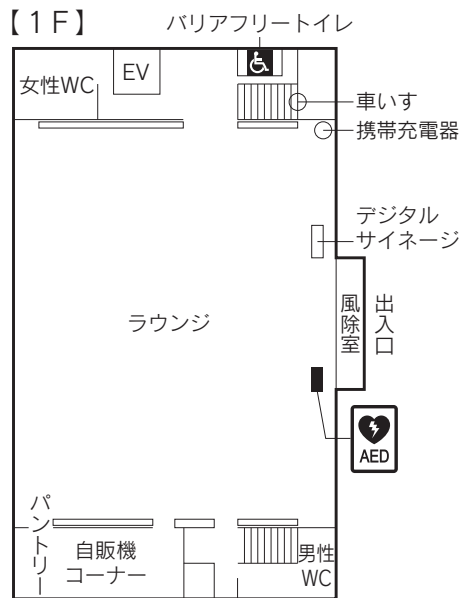 【１F】
バリアフリートイレ
女性WC
EV
車いす
携帯充電器
デジタル
サイネージ
ラウンジ
風除室
出入口
AED
パントリー
自販機
コーナー
男性
WC